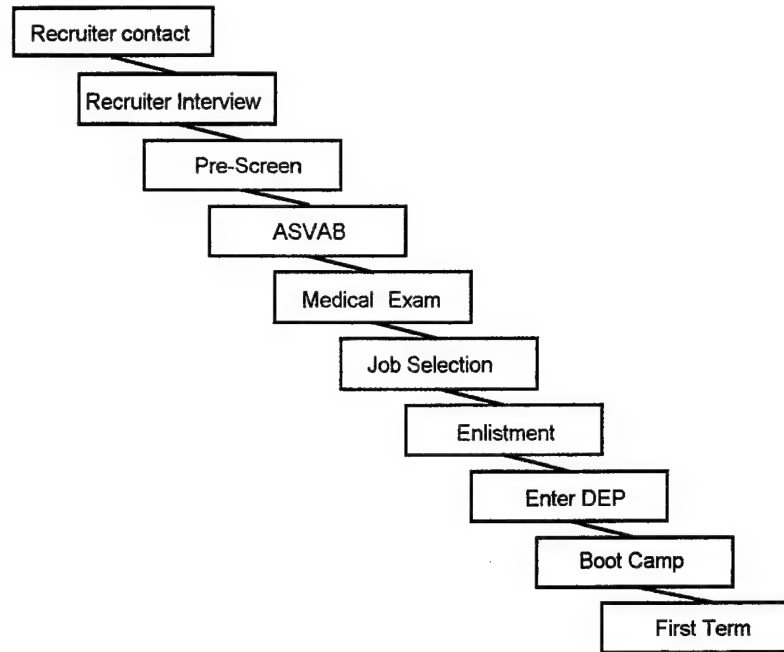 Recruiter contact
Recruiter Interview
Pre-Screen
ASVAB
Medical Exam
Job Selection
Enlistment
Enter DEP
Boot Camp
First Term